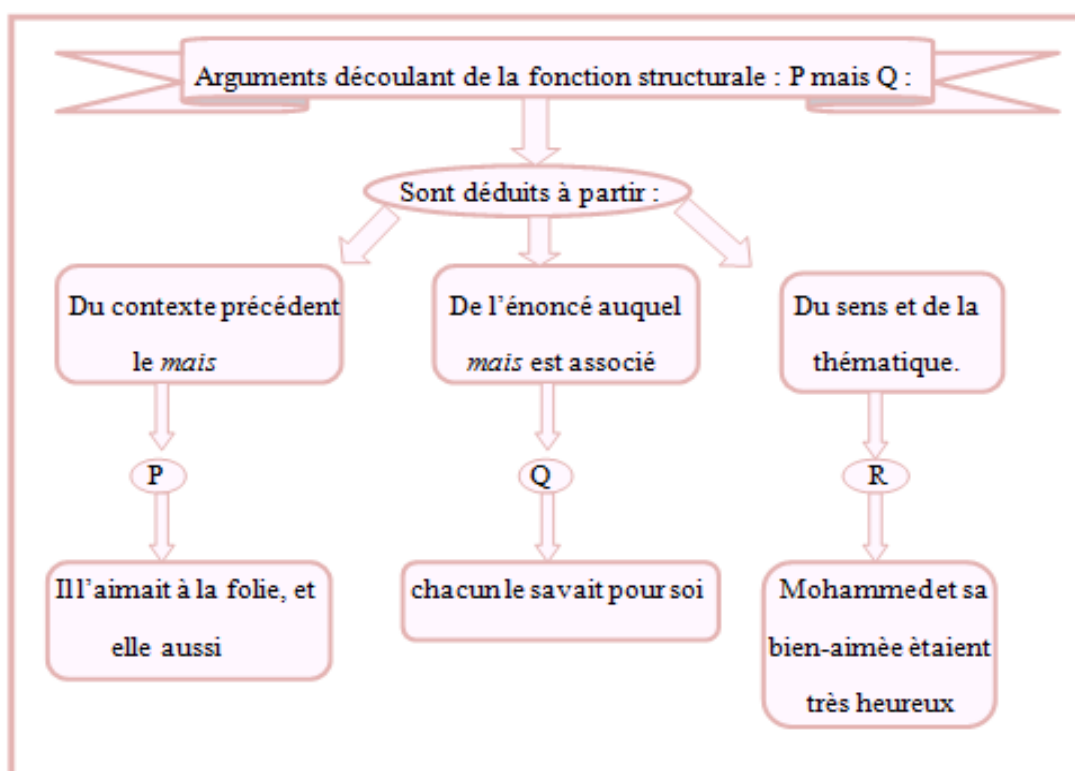 Arguments découlant de la fonction structurale : P mais Q :
Sont déduits à partir :
Du contexte précédent
le mais
De l'énoncé auquel
mais est associé
Du sens et de la
thématique.
P
Q
R
Il l'aimait à la folie, et
elle aussi
chacun le savait pour soi
Mohammed et sa
bien-aimèe ètaient
très heureux